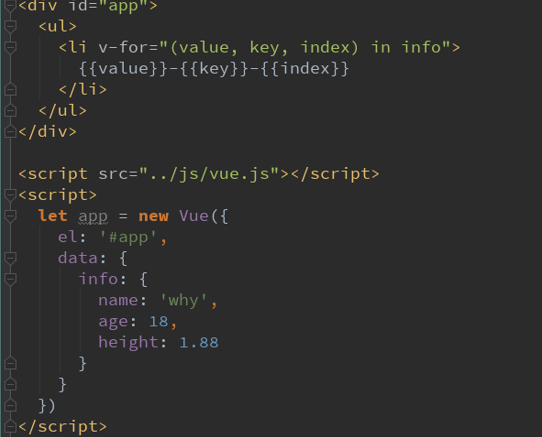 <div id="app">
<ul>
<li v-for="(value, key, index) in info">
{{value}}-{{key}}-{{index}}
</li>
</ul>
</div>
<script src="../js/vue.js"></script>
<script>
let app = new Vue({
el: '#app',
data: {
info: {
name: 'why',
age: 18,
height: 1.88
}
}
})
</script>